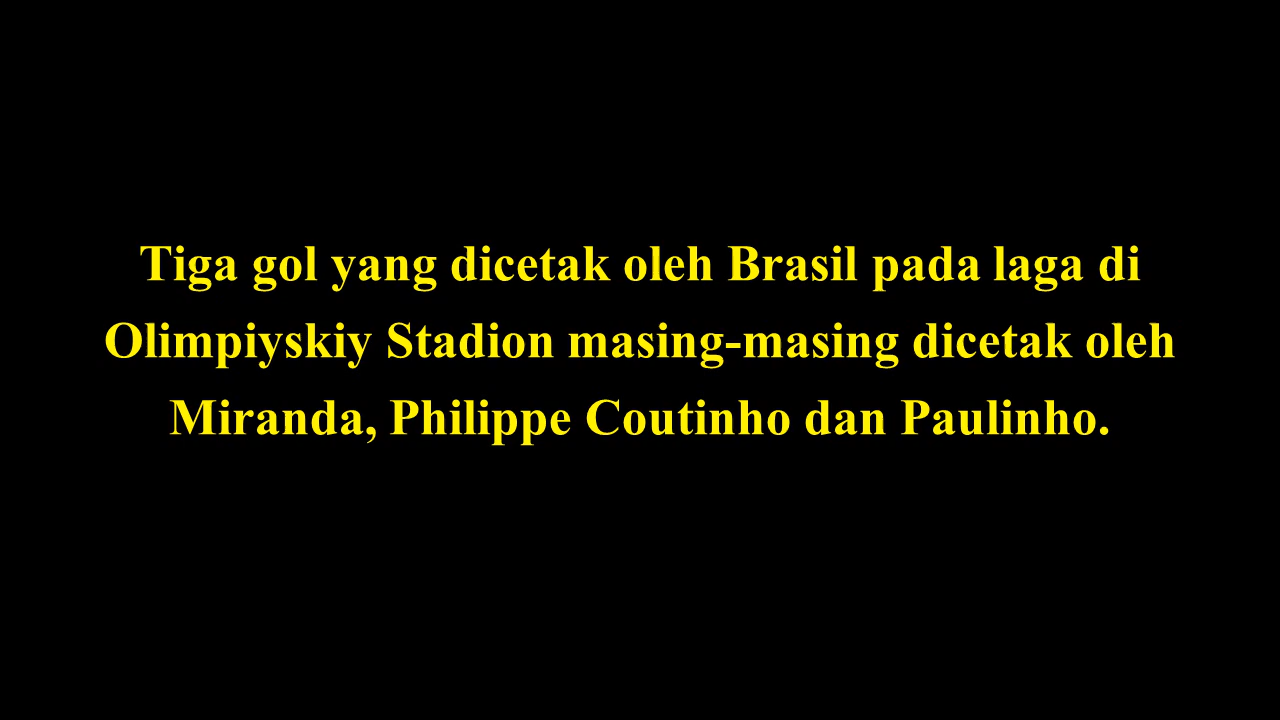 Tiga gol yang dicetak oleh Brasil pada laga di
Olimpiyskiy Stadion masing-masing dicetak oleh
Miranda, Philippe Coutinho dan Paulinho.